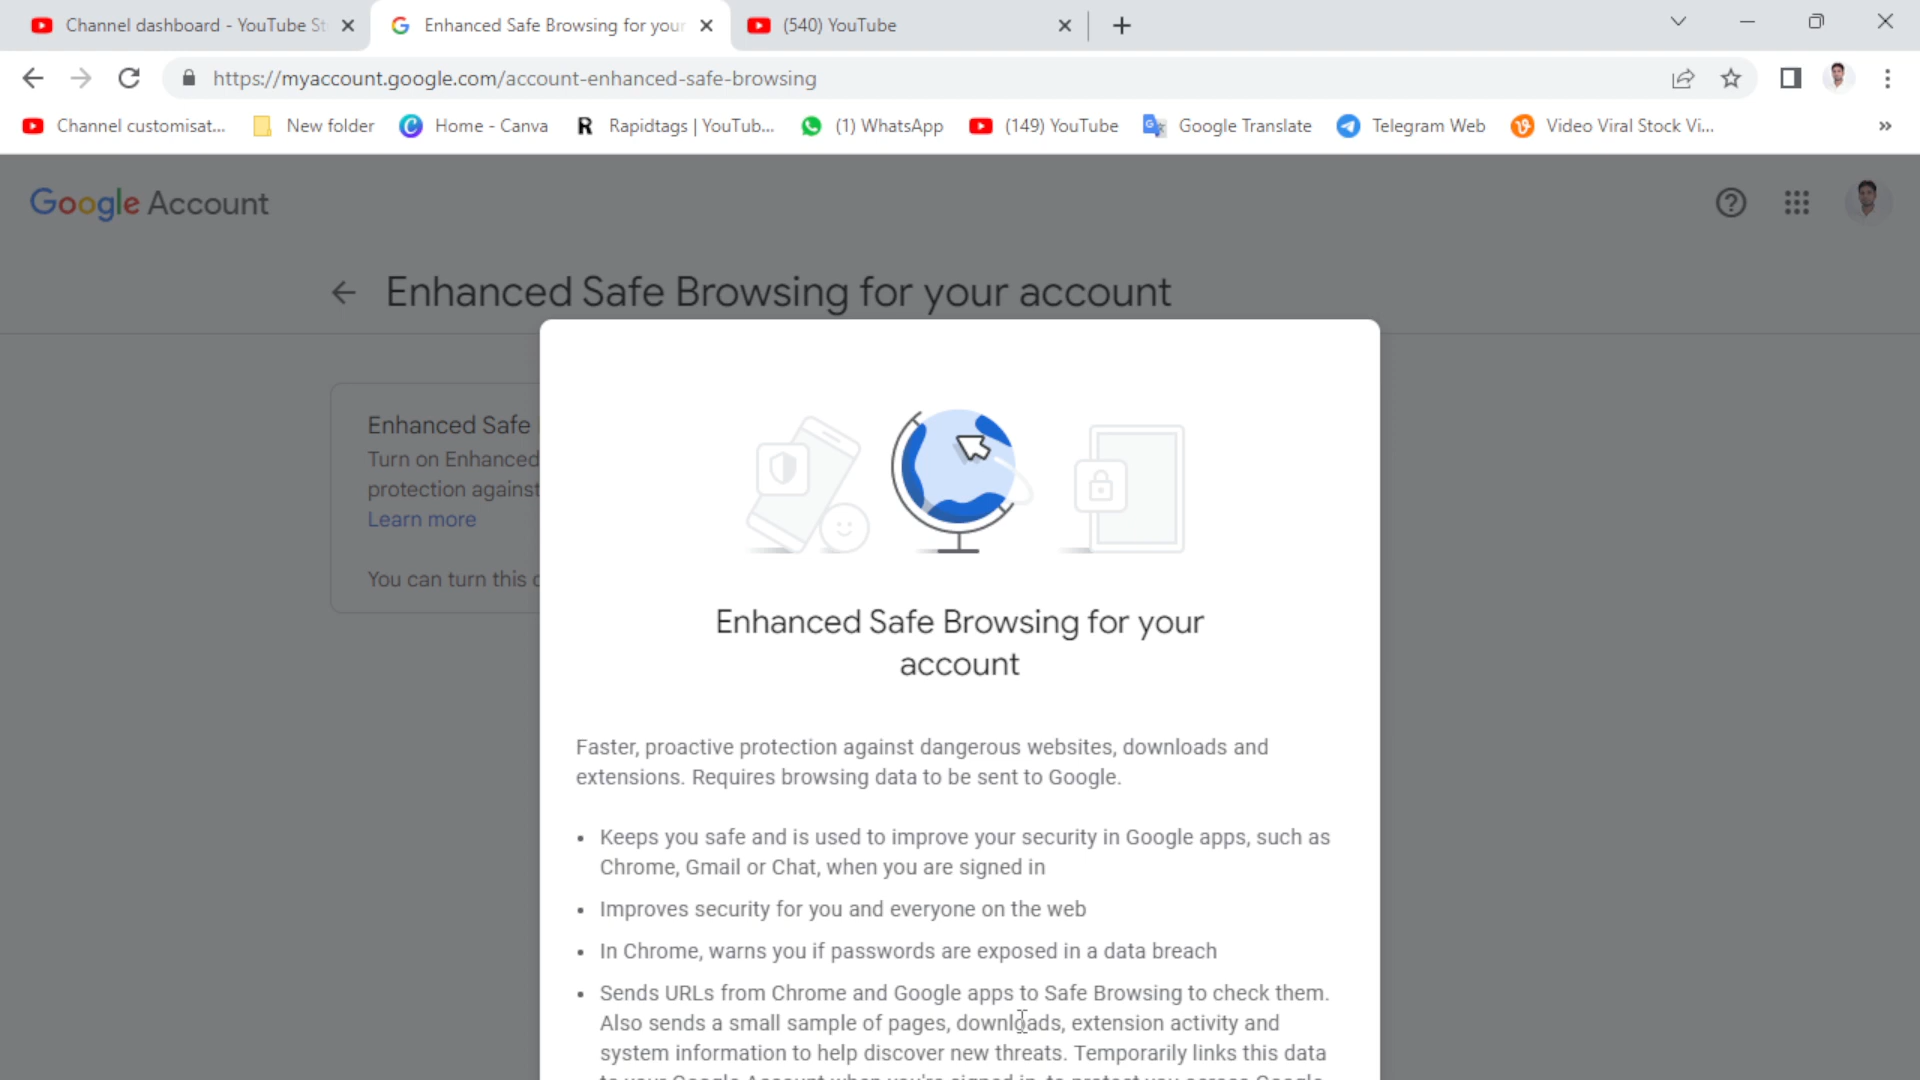 Channel dashboard - YouTube St
Enhanced Safe Browsing for your
(540) YouTube
https://myaccount.google.com/account-enhanced-safe-browsing
Channel customisat...
New folder
Home - Canva
Rapidtags | YouTub...
(1) WhatsApp
(149) YouTube
Google Translate
Telegram Web
Video Viral Stock Vi...
Google Account
Enhanced Safe Browsing for your account
Enhanced Safe
Turn on Enhanced
protection against
Learn more
You can turn this
Enhanced Safe Browsing for your
account
Faster, proactive protection against dangerous websites, downloads and
extensions. Requires browsing data to be sent to Google.
• Keeps you safe and is used to improve your security in Google apps, such as
Chrome, Gmail or Chat, when you are signed in
• Improves security for you and everyone on the web
• In Chrome, warns you if passwords are exposed in a data breach
• Sends URLs from Chrome and Google apps to Safe Browsing to check them.
Also sends a small sample of pages, downloads, extension activity and
system information to help discover new threats. Temporarily links this data